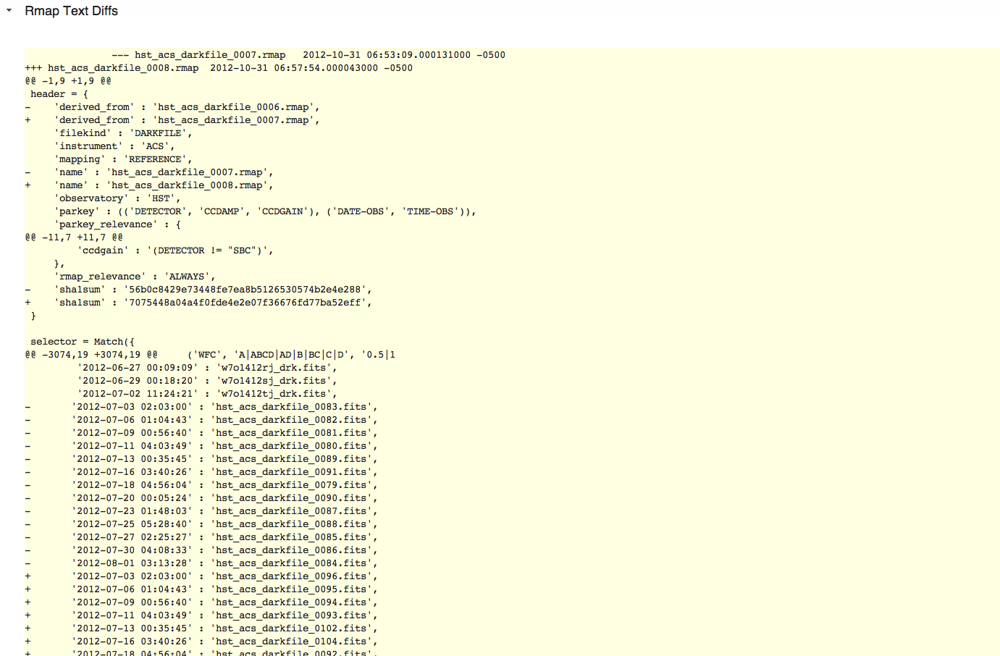 Rmap Text Diffs
--- hst_acs_darkfile_0007.rmap   2012-10-31 06:53:09.000131000 -0500
+++ hst_acs_darkfile_0008.rmap  2012-10-31 06:57:54.000043000 -0500
@@ -1,9 +1,9 @@
 header = {
-    'derived_from' : 'hst_acs_darkfile_0006.rmap',
+    'derived_from' : 'hst_acs_darkfile_0007.rmap',
     'filekind' : 'DARKFILE',
     'instrument' : 'ACS',
     'mapping' : 'REFERENCE',
-    'name' : 'hst_acs_darkfile_0007.rmap',
+    'name' : 'hst_acs_darkfile_0008.rmap',
     'observatory' : 'HST',
     'parkey' : (('DETECTOR', 'CCDAMP', 'CCDGAIN'), ('DATE-OBS', 'TIME-OBS')),
     'parkey_relevance' : {
@@ -11,7 +11,7 @@
         'ccdgain' : '(DETECTOR != "SBC")',
     },
     'rmap_relevance' : 'ALWAYS',
-    'sha1sum' : '56b0c8429e73448fe7ea8b5126530574b2e4e288',
+    'sha1sum' : '7075448a04a4f0fde4e2e07f36676fd77ba52eff',
 }
 selector = Match({
@@ -3074,19 +3074,19 @@     ('WFC', 'A|ABCD|AD|B|BC|C|D', '0.5|1
         '2012-06-27 00:09:09' : 'w7o1412rj_drk.fits',
         '2012-06-29 00:18:20' : 'w7o1412sj_drk.fits',
         '2012-07-02 11:24:21' : 'w7o1412tj_drk.fits',
-       '2012-07-03 02:03:00' : 'hst_acs_darkfile_0083.fits',
-       '2012-07-06 01:04:43' : 'hst_acs_darkfile_0082.fits',
-       '2012-07-09 00:56:40' : 'hst_acs_darkfile_0081.fits',
-       '2012-07-11 04:03:49' : 'hst_acs_darkfile_0080.fits',
-       '2012-07-13 00:35:45' : 'hst_acs_darkfile_0089.fits',
-       '2012-07-16 03:40:26' : 'hst_acs_darkfile_0091.fits',
-       '2012-07-18 04:56:04' : 'hst_acs_darkfile_0079.fits',
-       '2012-07-20 00:05:24' : 'hst_acs_darkfile_0090.fits',
-       '2012-07-23 01:48:03' : 'hst_acs_darkfile_0087.fits',
-       '2012-07-25 05:28:40' : 'hst_acs_darkfile_0088.fits',
-       '2012-07-27 02:25:27' : 'hst_acs_darkfile_0085.fits',
-       '2012-07-30 04:08:33' : 'hst_acs_darkfile_0086.fits',
-       '2012-08-01 03:13:28' : 'hst_acs_darkfile_0084.fits',
+       '2012-07-03 02:03:00' : 'hst_acs_darkfile_0096.fits',
+       '2012-07-06 01:04:43' : 'hst_acs_darkfile_0095.fits',
+       '2012-07-09 00:56:40' : 'hst_acs_darkfile_0094.fits',
+       '2012-07-11 04:03:49' : 'hst_acs_darkfile_0093.fits',
+       '2012-07-13 00:35:45' : 'hst_acs_darkfile_0102.fits',
+       '2012-07-16 03:40:26' : 'hst_acs_darkfile_0104.fits',
+       '2012-07-18 04:56:04' : 'hst_acs_darkfile_0092.fits',